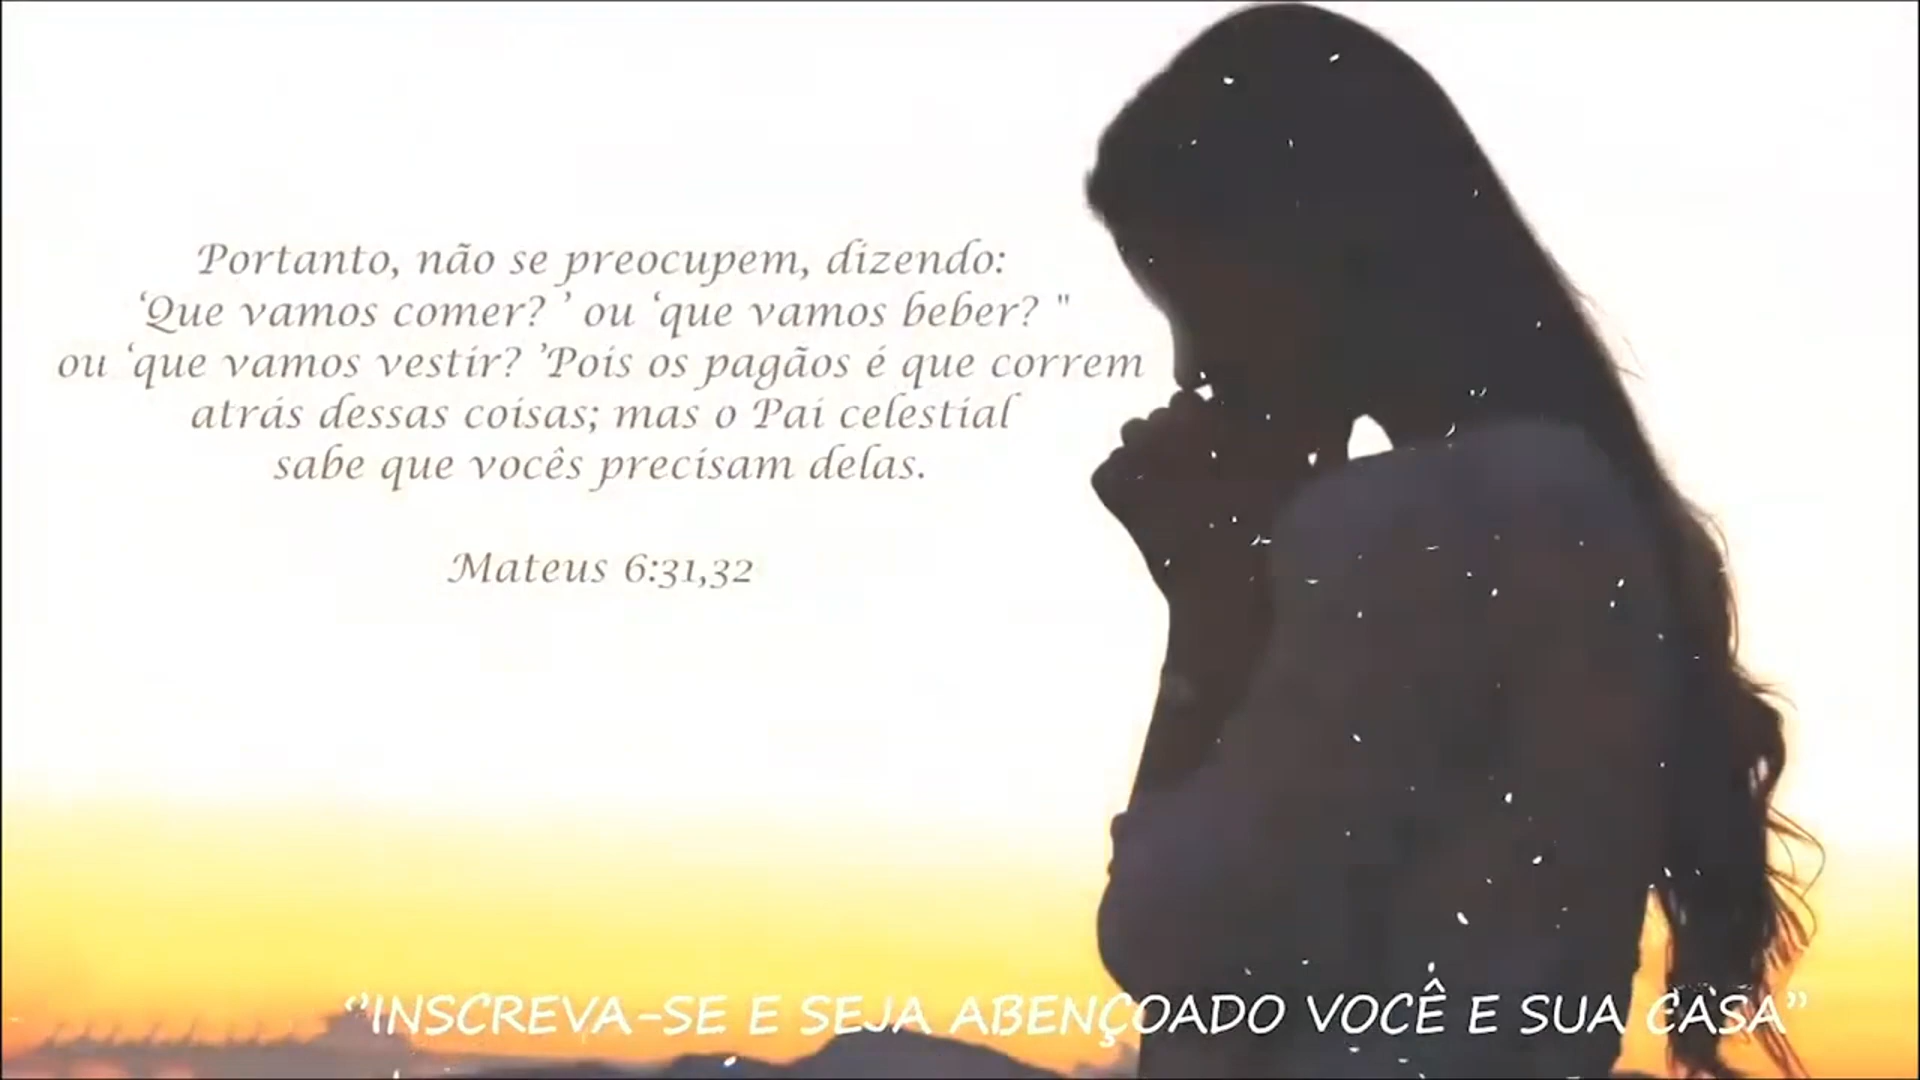 Portanto, não se preocupem, dizendo:
‘Que vamos comer? ’ ou ‘que vamos beber? "
ou ‘que vamos vestir? ’Pois os pagãos é que correm
atrás dessas coisas; mas o Pai celestial
sabe que vocês precisam delas.
Mateus 6:31,32
“INSCREVA-SE E SEJA ABENÇOADO VOCÊ E SUA CASA”